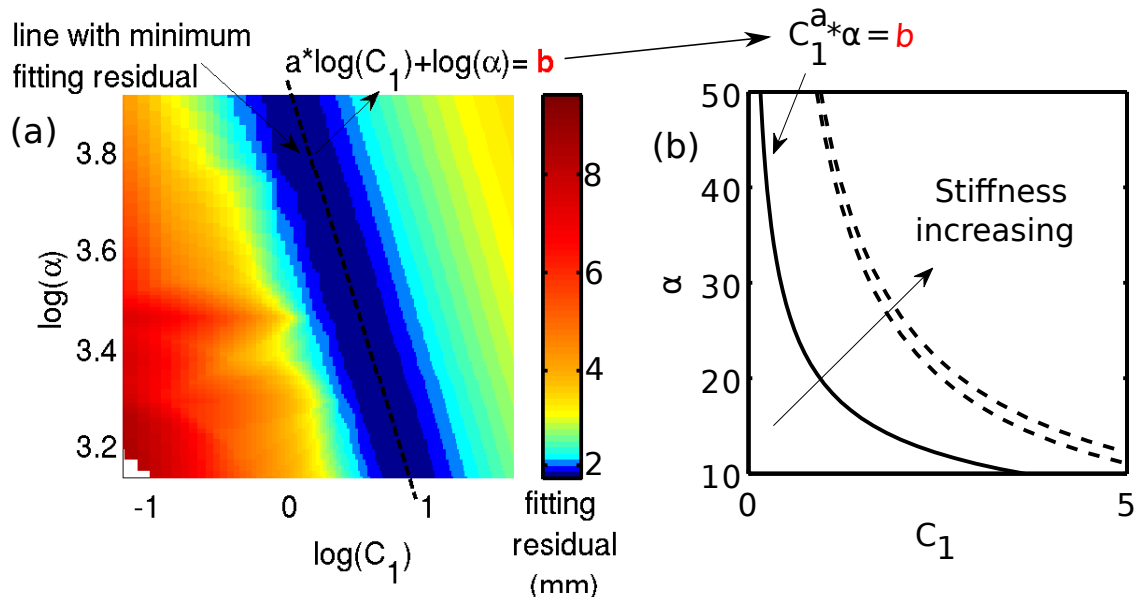 line with minimum
fitting residual
a*log(C1)+log(α)= b
C1^a*α = b
(a)
3.8
3.6
3.4
3.2
log(α)
-1
0
1
log(C1)
8
6
4
2
fitting
residual
(mm)
(b)
50
40
30
20
10
α
Stiffness
increasing
0
5
C1